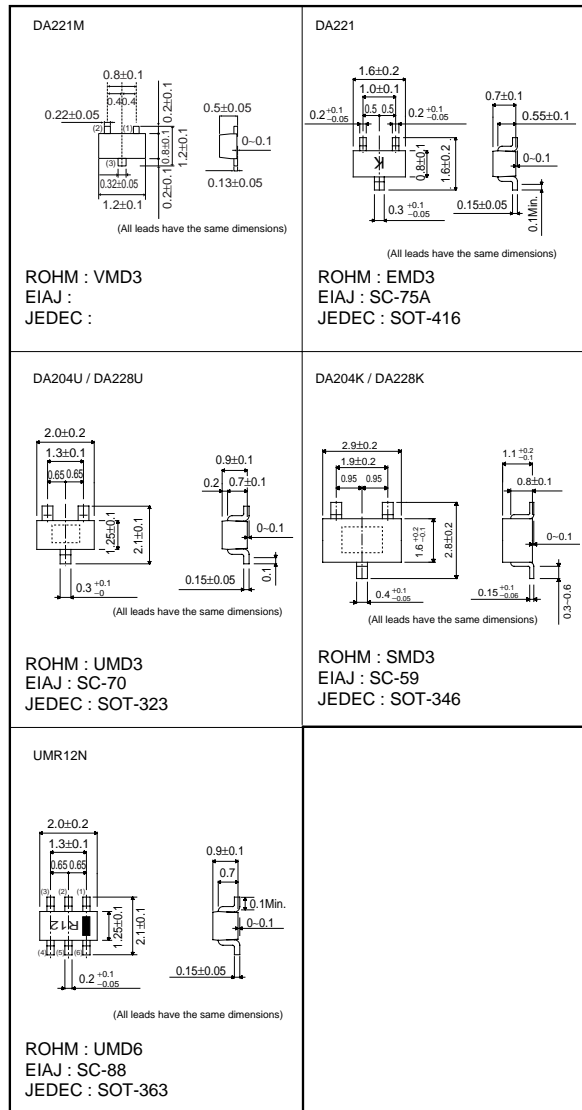 DA221M
0.8±0.1
0.4 0.4
0.22±0.05
(2)
(1)
(3)
0.32±0.05
1.2±0.1
0.2±0.1
0.8±0.1
0.2±0.1
1.2±0.1
0.5±0.05
0~0.1
0.13±0.05
(All leads have the same dimensions)
ROHM : VMD3
EIAJ :
JEDEC :
DA221
1.6±0.2
1.0±0.1
0.5 0.5
0.2 +0.1 −0.05
0.2 +0.1 −0.05
K
0.8±0.1
1.6±0.2
0.3 +0.1 −0.05
0.7±0.1
0.55±0.1
0~0.1
0.15±0.05
0.1Min.
(All leads have the same dimensions)
ROHM : EMD3
EIAJ : SC-75A
JEDEC : SOT-416
DA204U / DA228U
2.0±0.2
1.3±0.1
0.65 0.65
1.25±0.1
2.1±0.1
0.3 +0.1 −0
0.9±0.1
0.2
0.7±0.1
0~0.1
0.15±0.05
0.1
(All leads have the same dimensions)
ROHM : UMD3
EIAJ : SC-70
JEDEC : SOT-323
DA204K / DA228K
2.9±0.2
1.9±0.2
0.95 0.95
1.6 +0.2 −0.1
2.8±0.2
0.4 +0.1 −0.05
1.1 +0.2 −0.1
0.8±0.1
0~0.1
0.15 +0.1 −0.06
0.3~0.6
(All leads have the same dimensions)
ROHM : SMD3
EIAJ : SC-59
JEDEC : SOT-346
UMR12N
2.0±0.2
1.3±0.1
0.65 0.65
(3) (2) (1)
R12
(4) (5) (6)
1.25±0.1
2.1±0.1
0.2 +0.1 −0.05
0.9±0.1
0.7
0.1Min.
0~0.1
0.15±0.05
(All leads have the same dimensions)
ROHM : UMD6
EIAJ : SC-88
JEDEC : SOT-363